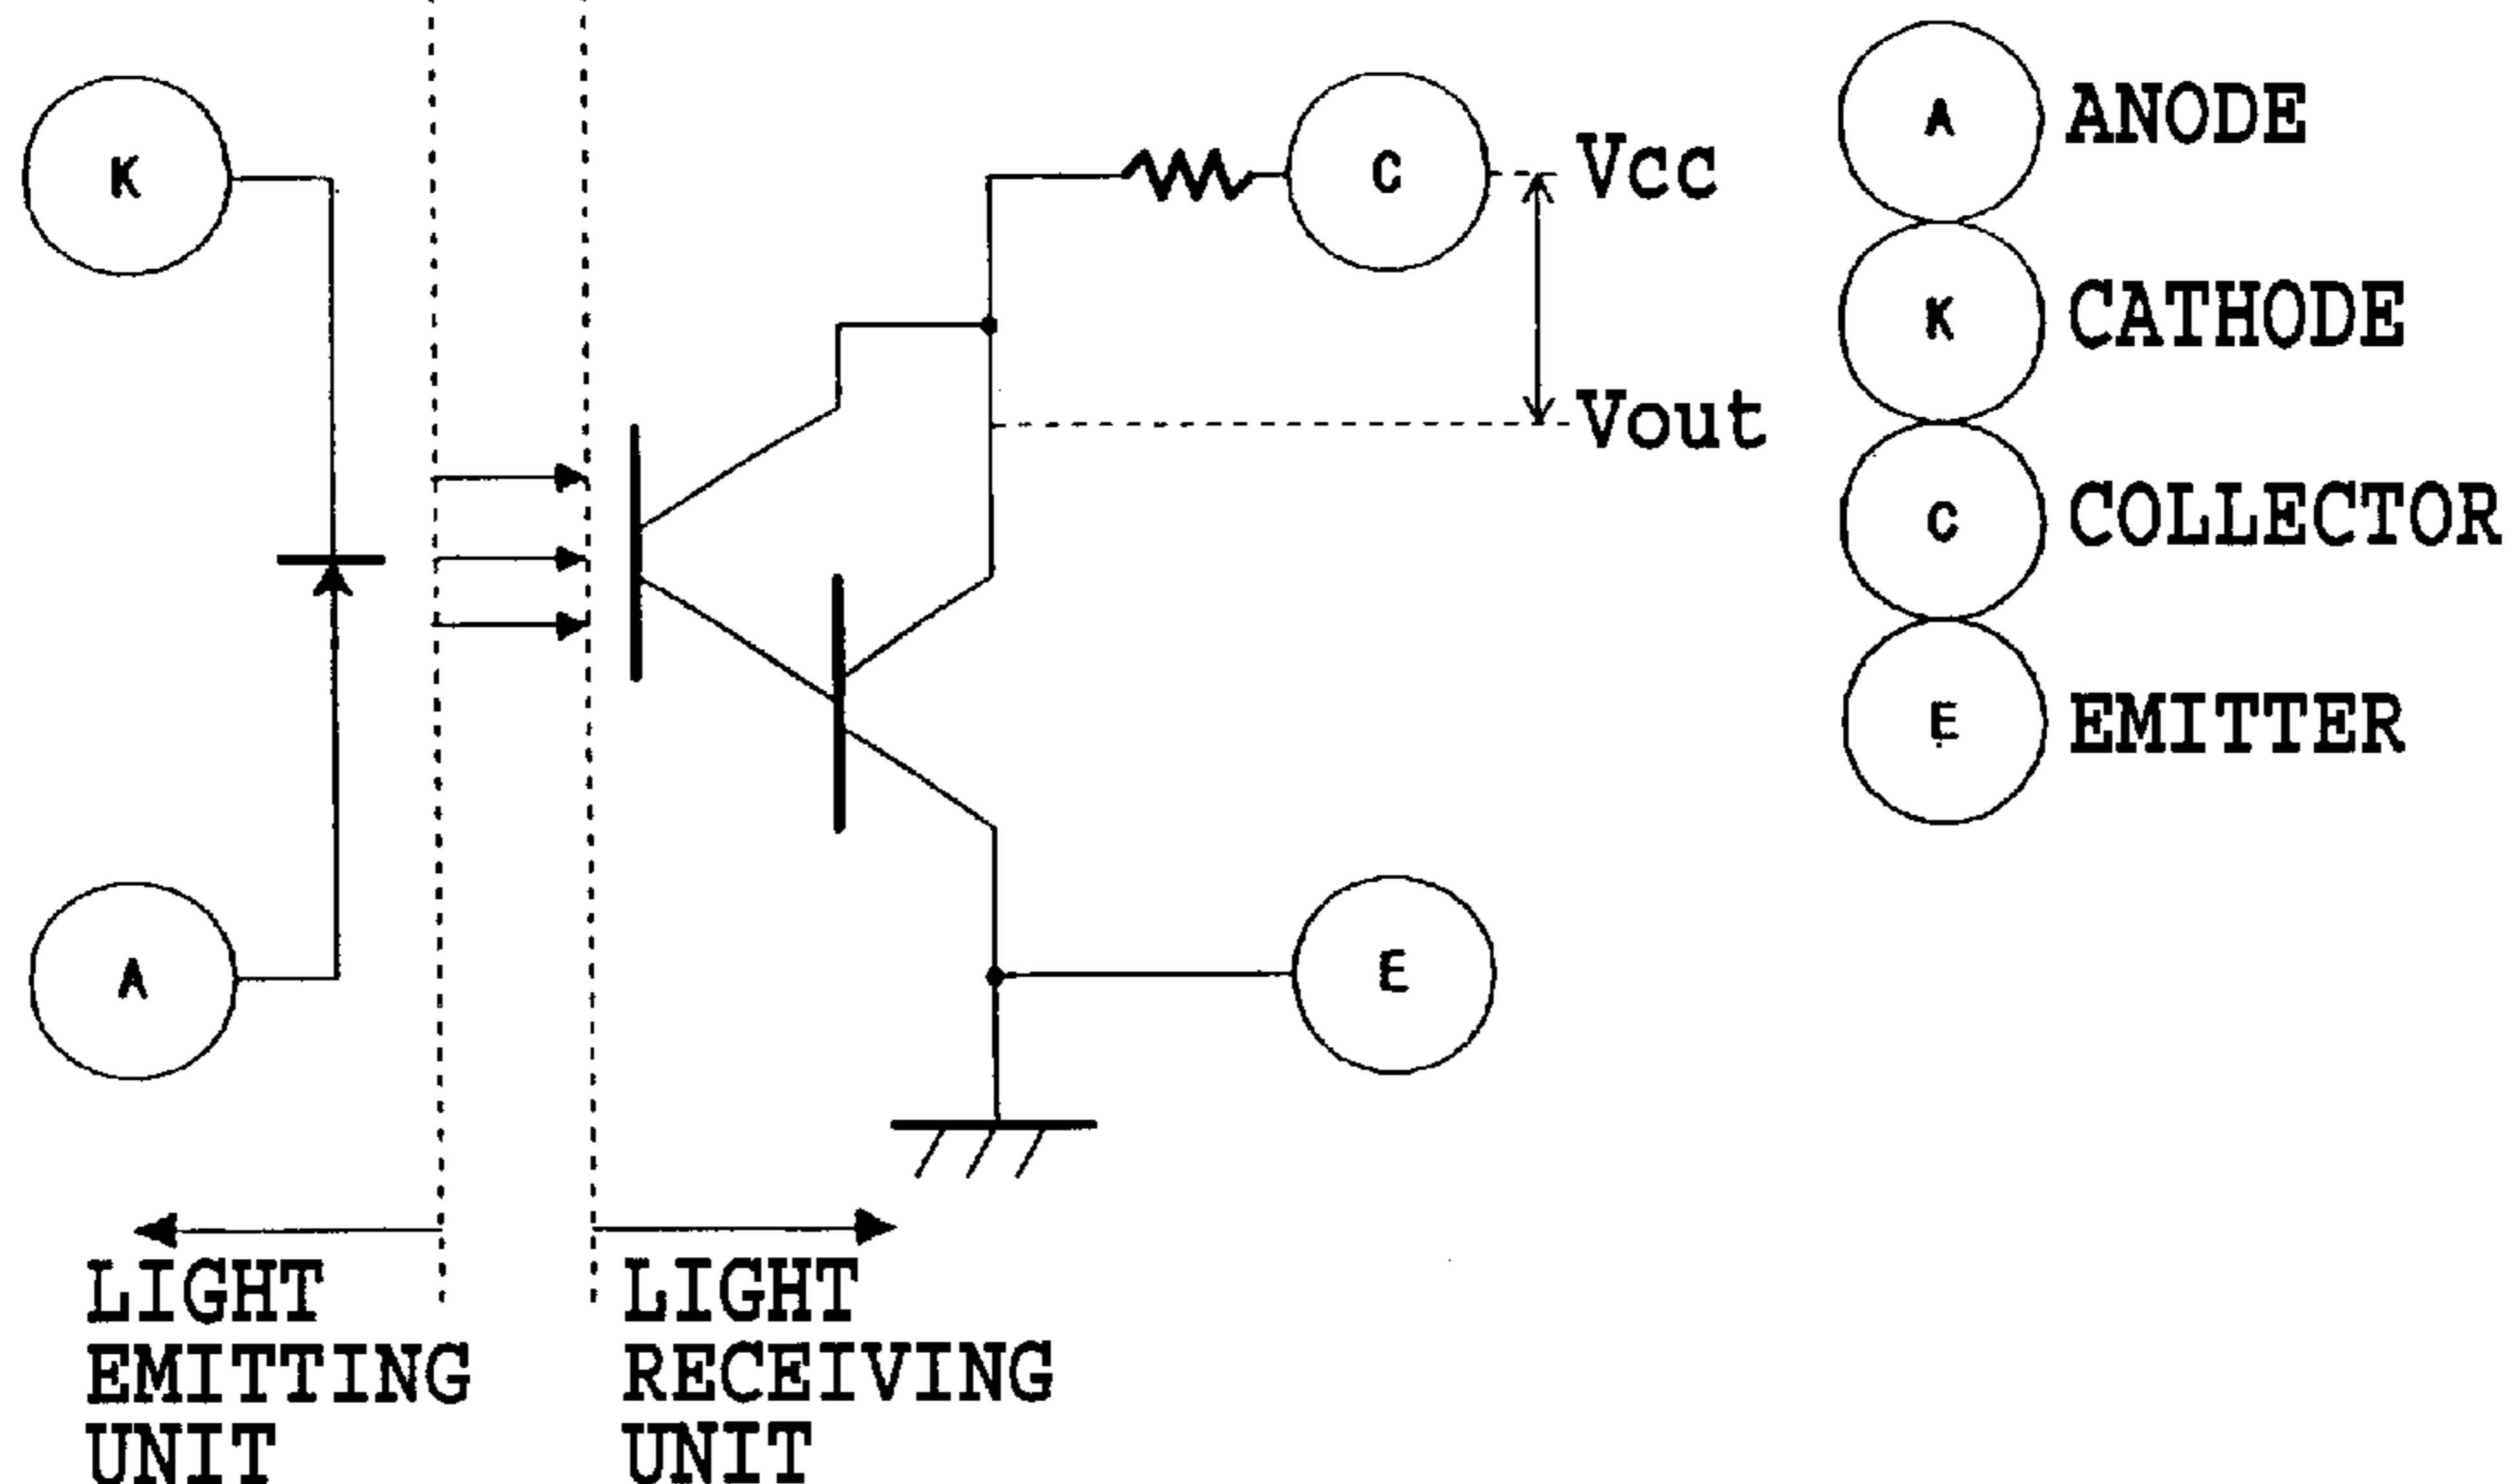 K
C
Vcc
Vout
A
E
A ANODE
K CATHODE
C COLLECTOR
E EMITTER
LIGHT
EMITTING
UNIT
LIGHT
RECEIVING
UNIT